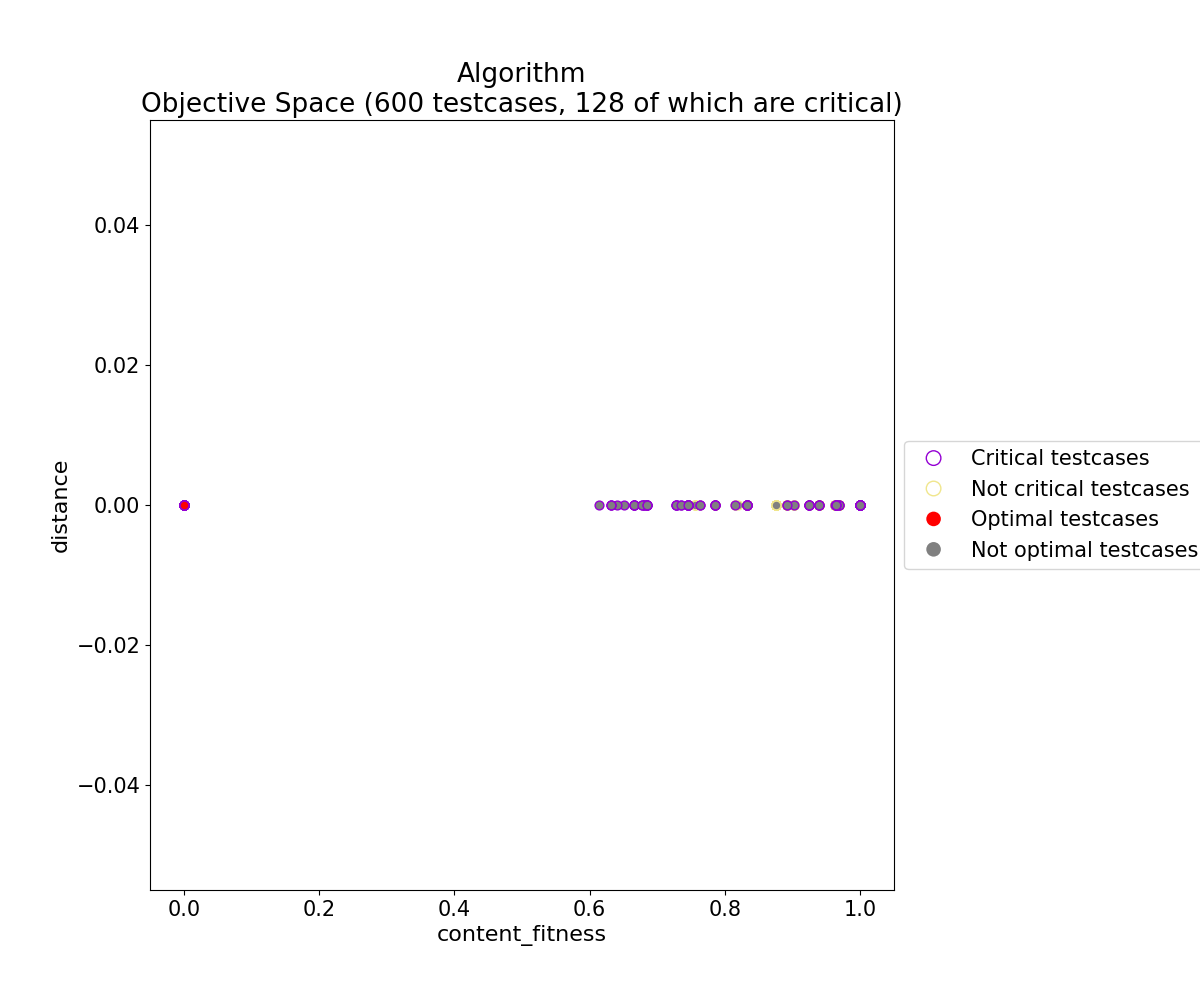 Algorithm
Objective Space (600 testcases, 128 of which are critical)
0.04
0.02
0.00
−0.02
−0.04
distance
0.0 0.2 0.4 0.6 0.8 1.0
content_fitness
Critical testcases
Not critical testcases
Optimal testcases
Not optimal testcases